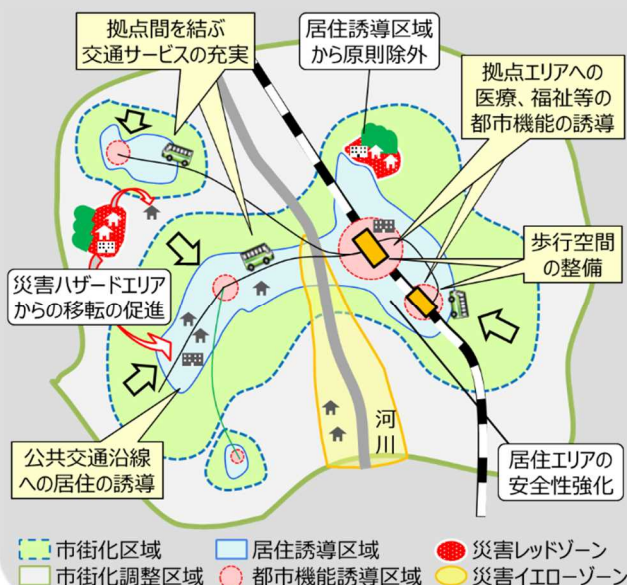 拠点間を結ぶ
交通サービスの充実
居住誘導区域
から原則除外
拠点エリアへの
医療、福祉等の
都市機能の誘導
歩行空間
の整備
災害ハザードエリア
からの移転の促進
河
川
公共交通沿線
への居住の誘導
居住エリアの
安全性強化
市街化区域
居住誘導区域
災害レッドゾーン
市街化調整区域
都市機能誘導区域
災害イエローゾーン